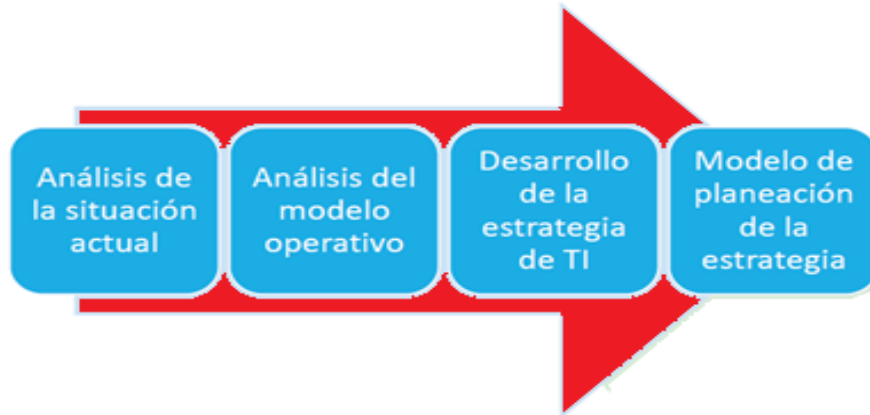 Análisis de
la situación
actual
Análisis del
modelo
operativo
Desarrollo
de la
estrategia
de TI
Modelo de
planeación
de la
estrategia